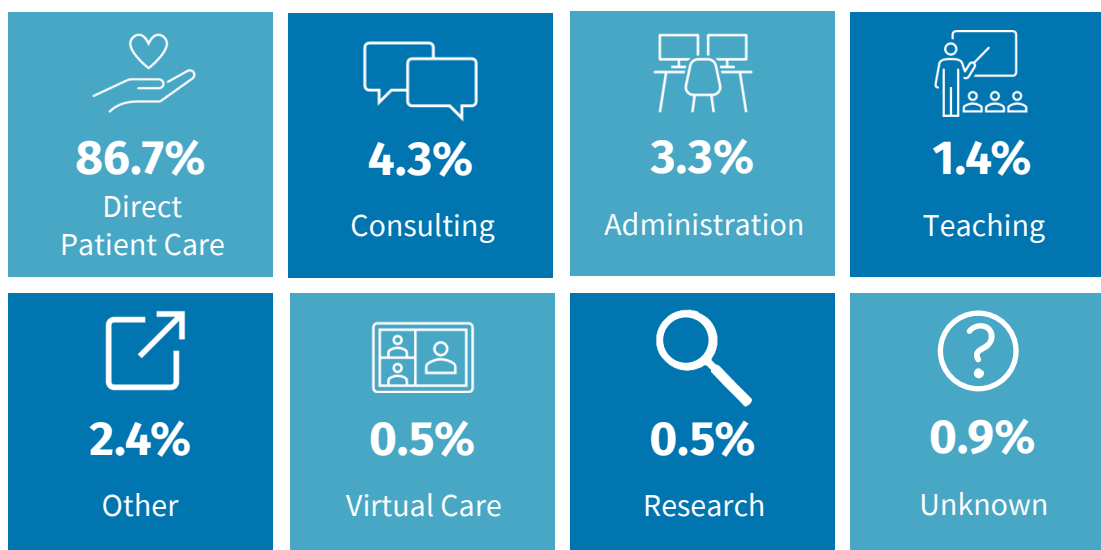 86.7%
Direct
Patient Care
4.3%
Consulting
3.3%
Administration
1.4%
Teaching
2.4%
Other
0.5%
Virtual Care
0.5%
Research
?
0.9%
Unknown